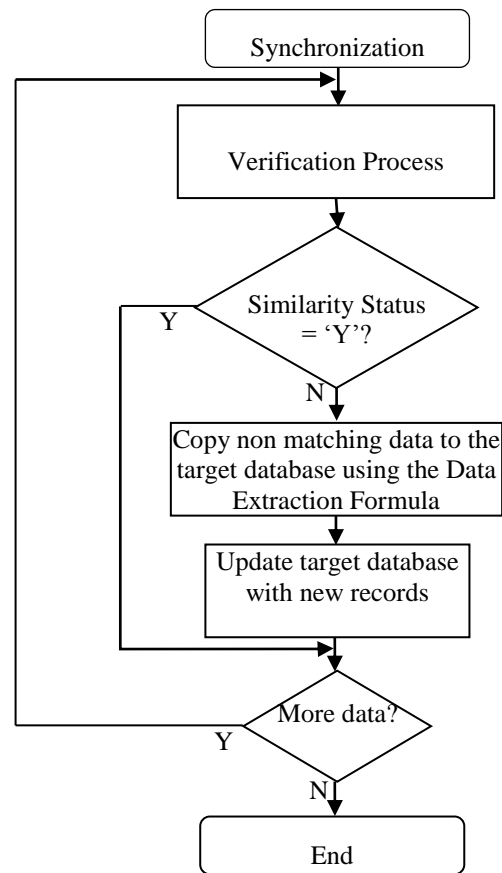 Synchronization
Verification Process
Similarity Status
= ‘Y’?
Y
N
Copy non matching data to the
target database using the Data
Extraction Formula
Update target database
with new records
More data?
Y
N
End